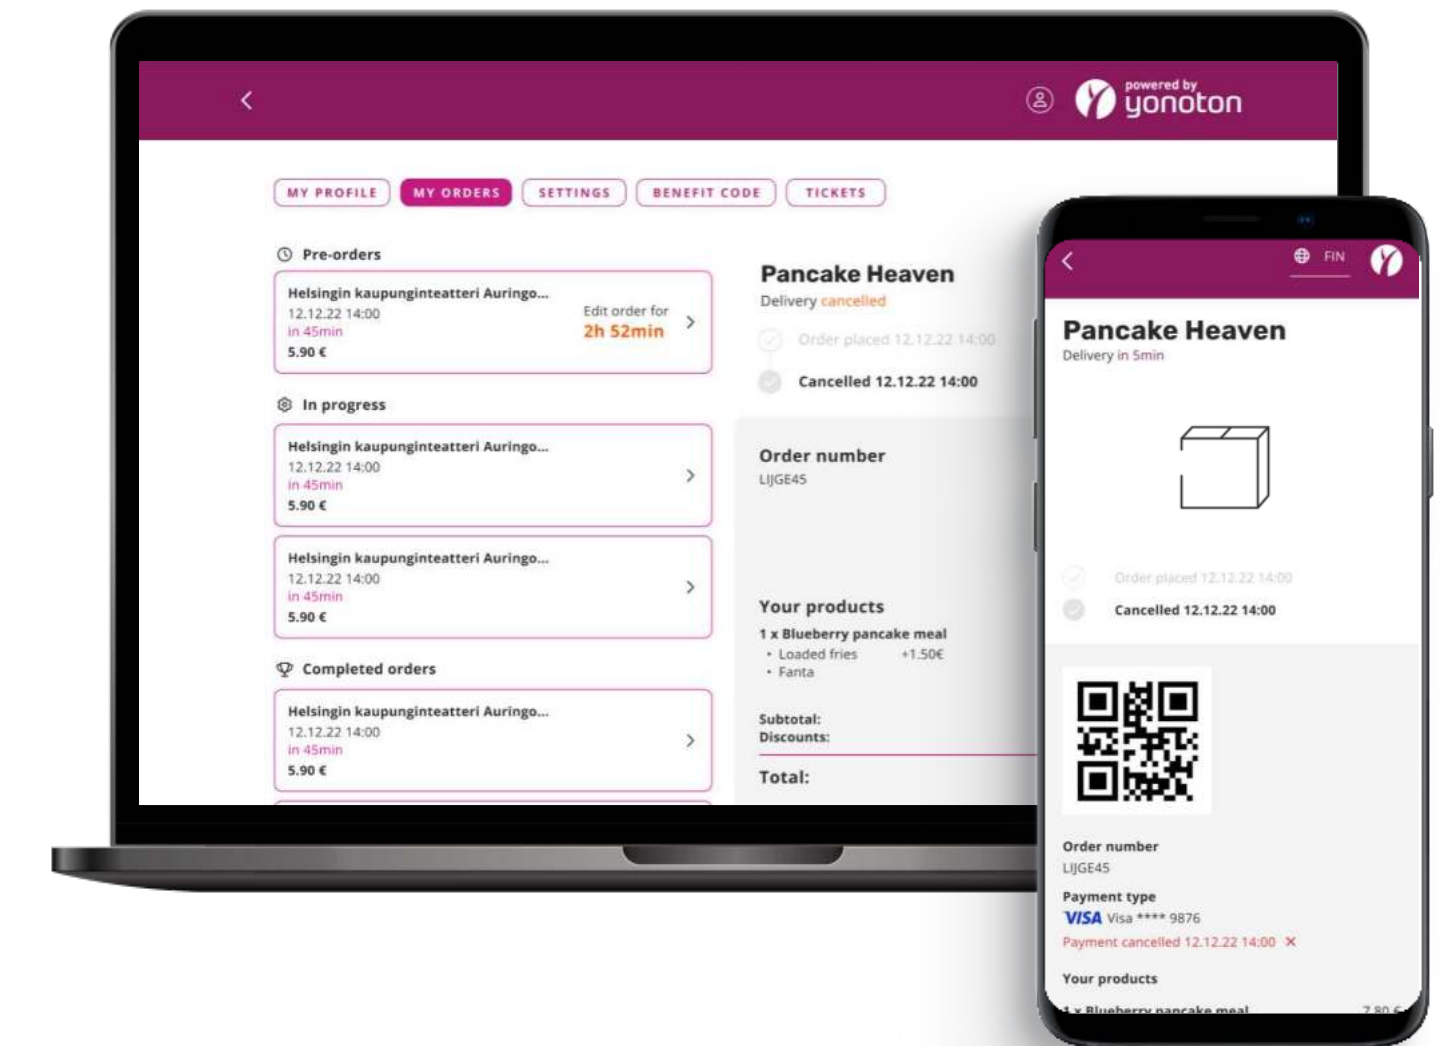 powered by
yonoton
MY PROFILE
MY ORDERS
SETTINGS
BENEFIT CODE
TICKETS
Pre-orders
Helsingin kaupunginteatteri Auringo...
12.12.22 14:00
in 45min
5.90 €
Edit order for
2h 52min
In progress
Helsingin kaupunginteatteri Auringo...
12.12.22 14:00
in 45min
5.90 €
Helsingin kaupunginteatteri Auringo...
12.12.22 14:00
in 45min
5.90 €
Completed orders
Helsingin kaupunginteatteri Auringo...
12.12.22 14:00
in 45min
5.90 €
Pancake Heaven
Delivery cancelled
Order placed 12.12.22 14:00
Cancelled 12.12.22 14:00
Order number
LIJGE45
Your products
1 x Blueberry pancake meal
• Loaded fries +1.50€
• Fanta
Subtotal:
Discounts:
Total:
FIN
Pancake Heaven
Delivery in 5min
Order placed 12.12.22 14:00
Cancelled 12.12.22 14:00
Order number
LIJGE45
Payment type
VISA Visa **** 9876
Payment cancelled 12.12.22 14:00 ✕
Your products
1 x Blueberry pancake meal 7.80 €